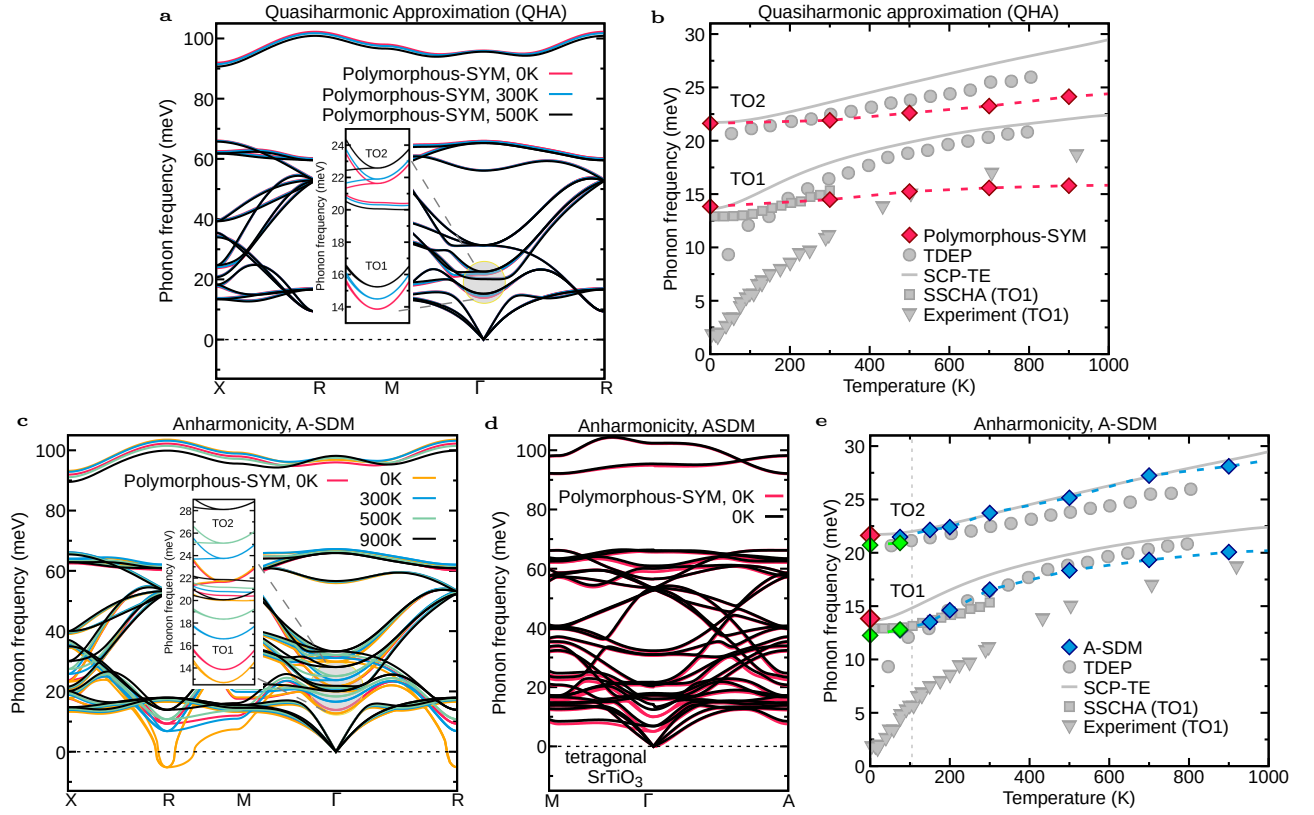 a
Quasiharmonic Approximation (QHA)
Phonon frequency (meV)
100
80
60
40
20
0
Polymorphous-SYM, 0K
Polymorphous-SYM, 300K
Polymorphous-SYM, 500K
Phonon frequency (meV)
24
22
20
18
16
14
TO2
TO1
X
R
M
Γ
R
b
Quasiharmonic approximation (QHA)
Phonon frequency (meV)
30
25
20
15
10
5
0
TO2
TO1
Polymorphous-SYM
TDEP
SCP-TE
SSCHA (TO1)
Experiment (TO1)
0
200
400
600
800
1000
Temperature (K)
c
Anharmonicity, A-SDM
Phonon frequency (meV)
100
80
60
40
20
0
Polymorphous-SYM, 0K
0K
300K
500K
900K
Phonon frequency (meV)
28
26
24
22
20
18
16
14
TO2
TO1
X
R
M
Γ
R
d
Anharmonicity, ASDM
Phonon frequency (meV)
100
80
60
40
20
0
Polymorphous-SYM, 0K
0K
tetragonal
SrTiO3
M
Γ
A
e
Anharmonicity, A-SDM
Phonon frequency (meV)
30
25
20
15
10
5
0
TO2
TO1
A-SDM
TDEP
SCP-TE
SSCHA (TO1)
Experiment (TO1)
0
200
400
600
800
1000
Temperature (K)